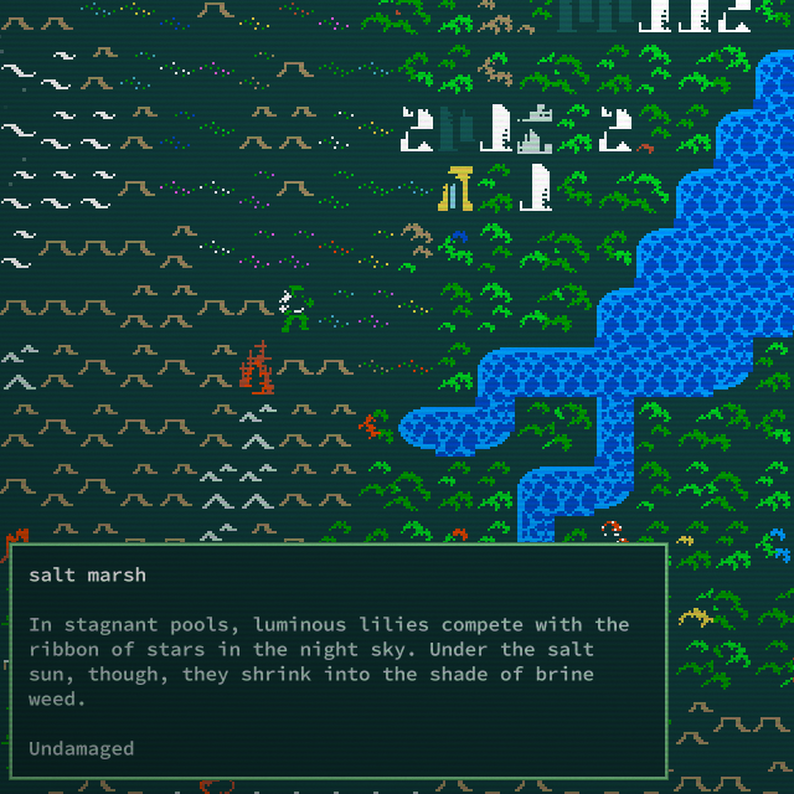 salt marsh
In stagnant pools, luminous lilies compete with the
ribbon of stars in the night sky. Under the salt
sun, though, they shrink into the shade of brine
weed.
Undamaged